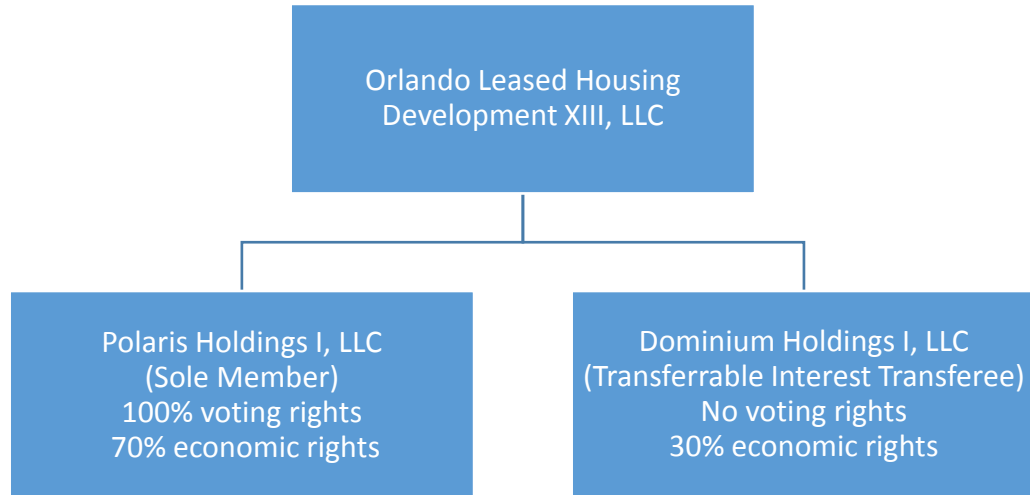 Orlando Leased Housing
Development XIII, LLC
Polaris Holdings I, LLC
(Sole Member)
100% voting rights
70% economic rights
Dominium Holdings I, LLC
(Transferrable Interest Transferee)
No voting rights
30% economic rights